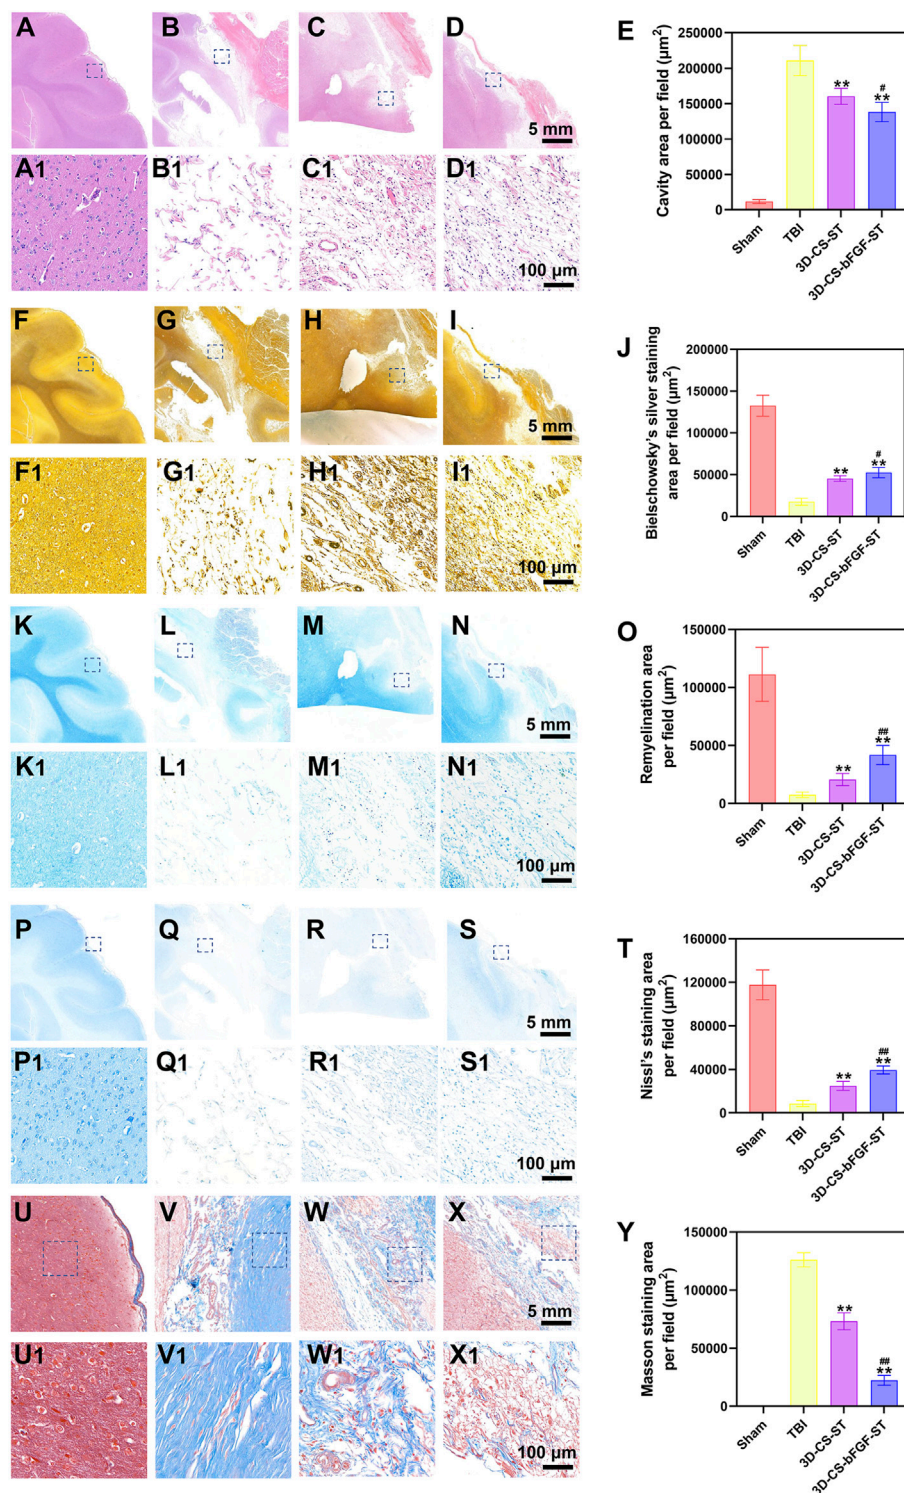 A
B
C
D
5 mm
A1
B1
C1
D1
100 μm
E
Cavity area per field (μm²)
250000
200000
150000
100000
50000
0
**
#
**
Sham
TBI
3D-CS-ST
3D-CS-bFGF-ST
F
G
H
I
5 mm
F1
G1
H1
I1
100 μm
J
Bielschowsky's silver staining
area per field (μm²)
200000
150000
100000
50000
0
**
#
**
Sham
TBI
3D-CS-ST
3D-CS-bFGF-ST
K
L
M
N
5 mm
K1
L1
M1
N1
100 μm
O
Remyelination area
per field (μm²)
150000
100000
50000
0
**
##
**
Sham
TBI
3D-CS-ST
3D-CS-bFGF-ST
P
Q
R
S
5 mm
P1
Q1
R1
S1
100 μm
T
Nissl's staining area
per field (μm²)
160000
120000
80000
40000
0
**
##
**
Sham
TBI
3D-CS-ST
3D-CS-bFGF-ST
U
V
W
X
5 mm
U1
V1
W1
X1
100 μm
Y
Masson staining area
per field (μm²)
150000
100000
50000
0
**
##
**
Sham
TBI
3D-CS-ST
3D-CS-bFGF-ST